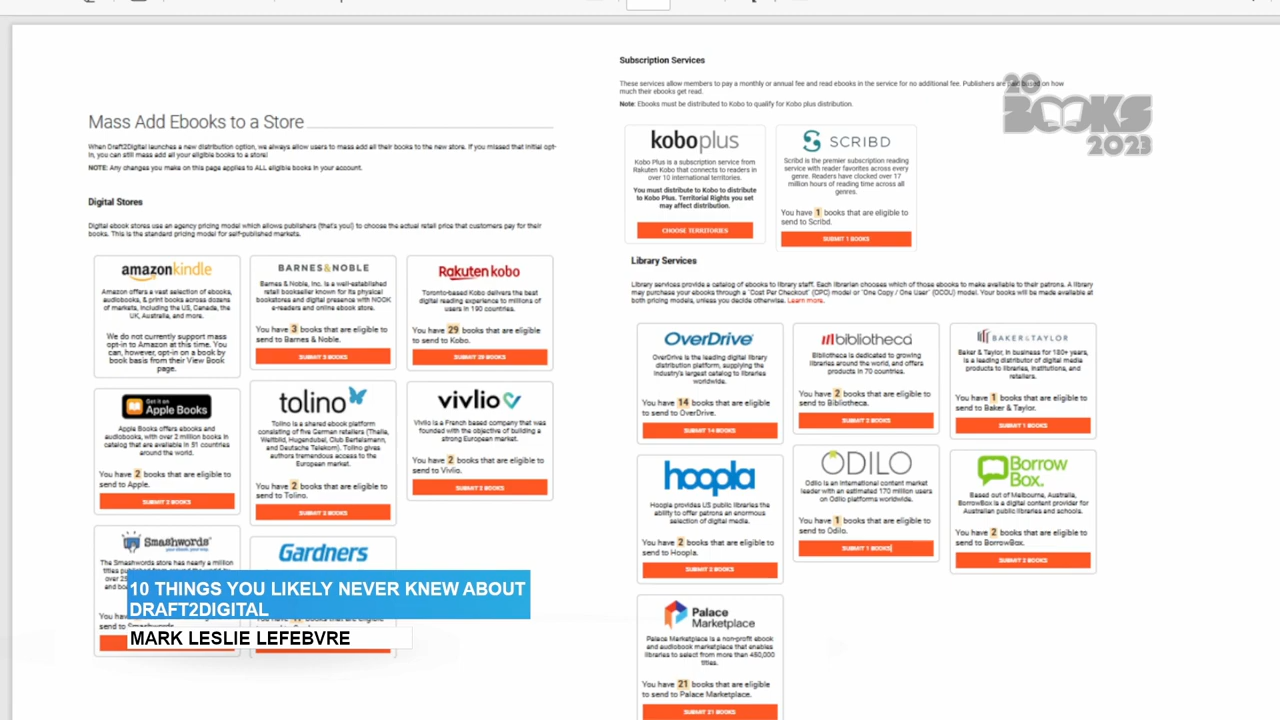 Mass Add Ebooks to a Store
When Draft2Digital launches a new distribution option, we always allow users to mass add all their books to the new store. If you missed that initial opt-
in, you can still mass add all your eligible books to a store!
NOTE: Any changes you make on this page applies to ALL eligible books in your account.
Digital Stores
Digital ebook stores use an agency pricing model which allows publishers (that's you!) to choose the actual retail price that customers pay for their
books. This is the standard pricing model for self-published markets.
amazonkindle
Amazon offers a vast selection of ebooks,
audiobooks, & print books across dozens
of markets, including the US, Canada, the
UK, Australia, and more.
We do not currently support mass
opt-in to Amazon at this time. You
can, however, opt-in on a book by
book basis from their View Book
page.
BARNES&NOBLE
Barnes & Noble, Inc. is a well-established
retail bookseller known for its physical
bookstores and digital presence with NOOK
e-readers and online ebook store.
You have 3 books that are eligible
to send to Barnes & Noble.
SUBMIT 3 BOOKS
Rakuten kobo
Toronto-based Kobo delivers the best
digital reading experience to millions of
users in 190 countries.
You have 29 books that are eligible
to send to Kobo.
SUBMIT 29 BOOKS
Get it on
Apple Books
Apple Books offers ebooks and
audiobooks, with over 2 million books in
catalog that are available in 51 countries
around the world.
You have 2 books that are eligible to
send to Apple.
SUBMIT 2 BOOKS
tolino
Tolino is a shared ebook platform
consisting of five German retailers (Thalia,
Weltbild, Hugendubel, Club Bertelsmann,
and Deutsche Telekom). Tolino gives
authors tremendous access to the
European market.
You have 2 books that are eligible to
send to Tolino.
SUBMIT 2 BOOKS
vivlio
Vivlio is a French based company that was
founded with the objective of building a
strong European market.
You have 2 books that are eligible to
send to Vivlio.
SUBMIT 2 BOOKS
Smashwords
your ebook, your way.
The Smashwords store has nearly a million
Gardners
10 THINGS YOU LIKELY NEVER KNEW ABOUT
DRAFT2DIGITAL
MARK LESLIE LEFEBVRE
Subscription Services
These services allow members to pay a monthly or annual fee and read ebooks in the service for no additional fee. Publishers are paid based on how
much their ebooks get read.
Note: Ebooks must be distributed to Kobo to qualify for Kobo plus distribution.
20
BOOKS
2023
koboplus
Kobo Plus is a subscription service from
Rakuten Kobo that connects to readers in
over 10 international territories.
You must distribute to Kobo to distribute
to Kobo Plus. Territorial Rights you set
may affect distribution.
CHOOSE TERRITORIES
SCRIBD
Scribd is the premier subscription reading
service with reader favorites across every
genre. Readers have clocked over 17
million hours of reading time across all
genres.
You have 1 books that are eligible to
send to Scribd.
SUBMIT 1 BOOKS
Library Services
Library services provide a catalog of ebooks to library staff. Each librarian chooses which of those ebooks to make available to their patrons. A library
may purchase your ebooks through a 'Cost Per Checkout' (CPC) model or 'One Copy / One User' (OCOU) model. Your books will be made available at
both pricing models, unless you decide otherwise. Learn more.
OverDrive
OverDrive is the leading digital library
distribution platform, supplying the
industry's largest catalog to libraries
worldwide.
You have 14 books that are eligible
to send to OverDrive.
SUBMIT 14 BOOKS
bibliotheca
Bibliotheca is dedicated to growing
libraries around the world, and offers
products in 70 countries.
You have 2 books that are eligible to
send to Bibliotheca.
SUBMIT 2 BOOKS
BAKER & TAYLOR
Baker & Taylor, in business for 180+ years,
is a leading distributor of digital media
products to libraries, institutions, and
retailers.
You have 1 books that are eligible to
send to Baker & Taylor.
SUBMIT 1 BOOKS
hoopla
Hoopla provides US public libraries the
ability to offer patrons an enormous
selection of digital media.
You have 2 books that are eligible to
send to Hoopla.
SUBMIT 2 BOOKS
ODILO
Odilo is an international content market
leader with an estimated 170 million users
on Odilo platforms worldwide.
You have 1 books that are eligible to
send to Odilo.
SUBMIT 1 BOOKS
Borrow
Box.
Based out of Melbourne, Australia,
BorrowBox is a digital content provider for
Australian public libraries and schools.
You have 2 books that are eligible to
send to BorrowBox.
SUBMIT 2 BOOKS
Palace
Marketplace
Palace Marketplace is a non-profit ebook
and audiobook marketplace that enables
libraries to select from more than 450,000
titles.
You have 21 books that are eligible
to send to Palace Marketplace.
SUBMIT 21 BOOKS